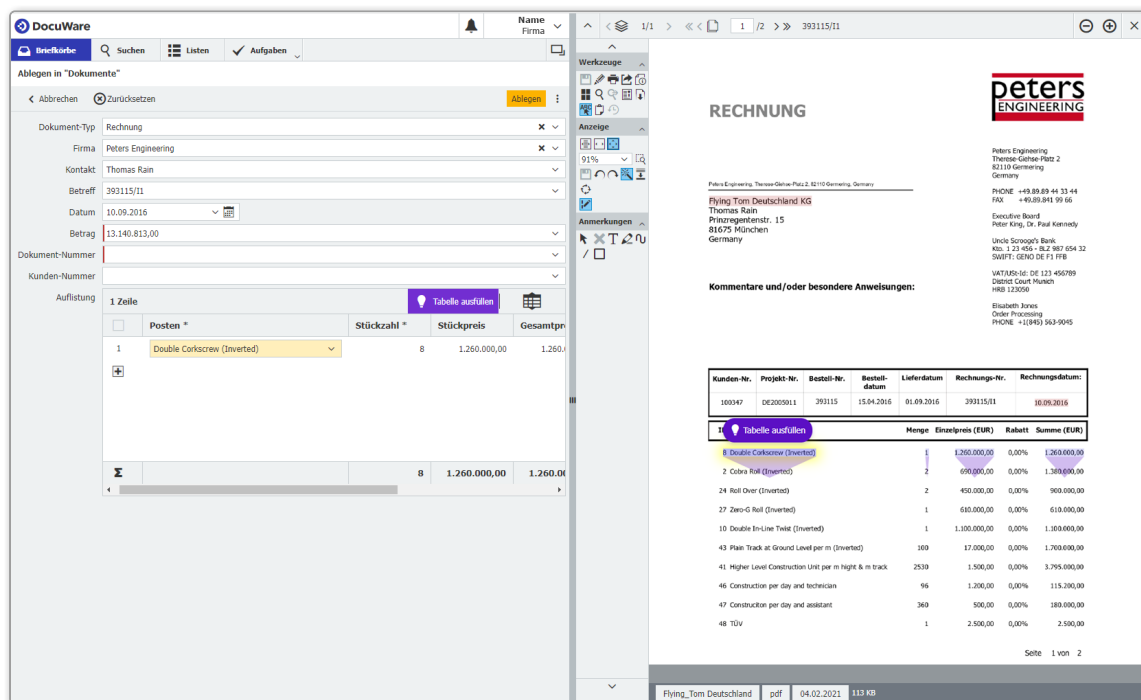 DocuWare
Name
Firma
Briefkörbe
Suchen
Listen
Aufgaben
Ablegen in "Dokumente"
Abbrechen
Zurücksetzen
Ablegen
Dokument-Typ Rechnung
Firma Peters Engineering
Kontakt Thomas Rain
Betreff 393115/I1
Datum 10.09.2016
Betrag 13.140.813,00
Dokument-Nummer
Kunden-Nummer
Auflistung
1 Zeile
Tabelle ausfüllen
Posten * Stückzahl * Stückpreis Gesamtpr
1 Double Corkscrew (Inverted) 8 1.260.000,00 1.260.
Σ 8 1.260.000,00 1.260.00
1/1
1 /2
393115/I1
Werkzeuge
ABC
Anzeige
91%
Anmerkungen
RECHNUNG
peters
ENGINEERING
Peters Engineering
Therese-Giehse-Platz 2
82110 Germering
Germany
PHONE +49.89.89 44 33 44
FAX +49.89.841 99 66
Executive Board
Peter King, Dr. Paul Kennedy
Uncle Scrooge's Bank
Kto. 1 23 456 - BLZ 987 654 32
SWIFT: GENO DE F1 FFB
VAT/USt-Id: DE 123 456789
District Court Munich
HRB 123050
Elisabeth Jones
Order Processing
PHONE +1(845) 563-9045
Peters Engineering, Therese-Giehse-Platz 2, 82110 Germering, Germany
Flying Tom Deutschland KG
Thomas Rain
Prinzregentenstr. 15
81675 München
Germany
Kommentare und/oder besondere Anweisungen:
Kunden-Nr. Projekt-Nr. Bestell-Nr. Bestell-datum Lieferdatum Rechnungs-Nr. Rechnungsdatum:
100347 DE2005011 393115 15.04.2016 01.09.2016 393115/I1 10.09.2016
Tabelle ausfüllen
Menge Einzelpreis (EUR) Rabatt Summe (EUR)
8 Double Corkscrew (Inverted) 1 1.260.000,00 0,00% 1.260.000,00
2 Cobra Roll (Inverted) 2 690.000,00 0,00% 1.380.000,00
24 Roll Over (Inverted) 2 450.000,00 0,00% 900.000,00
27 Zero-G Roll (Inverted) 1 610.000,00 0,00% 610.000,00
10 Double In-Line Twist (Inverted) 1 1.100.000,00 0,00% 1.100.000,00
43 Plain Track at Ground Level per m (Inverted) 100 17.000,00 0,00% 1.700.000,00
41 Higher Level Construction Unit per m hight & m track 2530 1.500,00 0,00% 3.795.000,00
46 Construction per day and technician 96 1.200,00 0,00% 115.200,00
47 Construciton per day and assistant 360 500,00 0,00% 180.000,00
48 TÜV 1 2.500,00 0,00% 2.500,00
Seite 1 von 2
Flying_Tom Deutschland
pdf
04.02.2021
113 KB